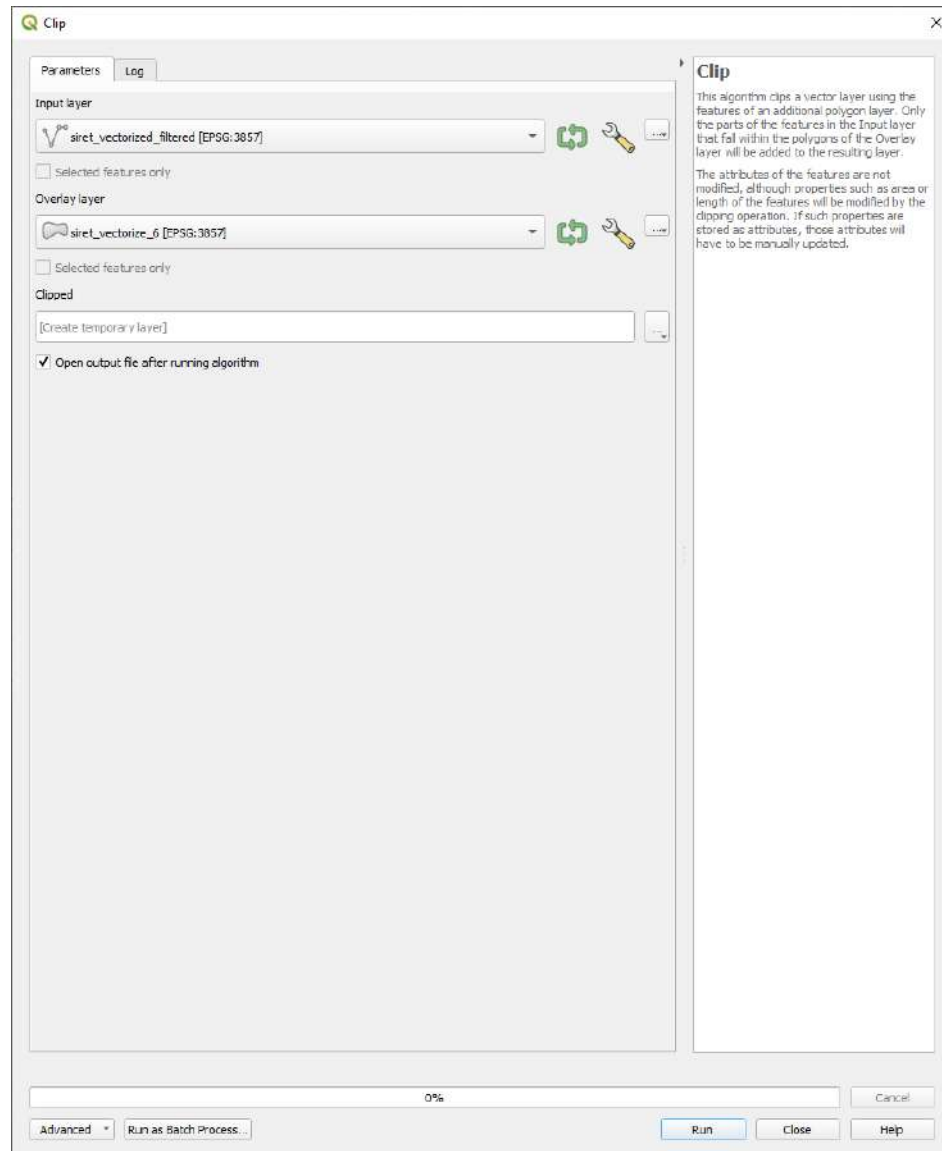 Clip
Parameters
Log
Input layer
siret_vectorized_filtered [EPSG:3857]
Selected features only
Overlay layer
siret_vectorize_6 [EPSG:3857]
Selected features only
Clipped
[Create temporary layer]
Open output file after running algorithm
Clip
This algorithm clips a vector layer using the
features of an additional polygon layer. Only
the parts of the features in the Input layer
that fall within the polygons of the Overlay
layer will be added to the resulting layer.
The attributes of the features are not
modified, although properties such as area or
length of the features will be modified by the
clipping operation. If such properties are
stored as attributes, those attributes will
have to be manually updated.
0%
Cancel
Advanced
Run as Batch Process...
Run
Close
Help